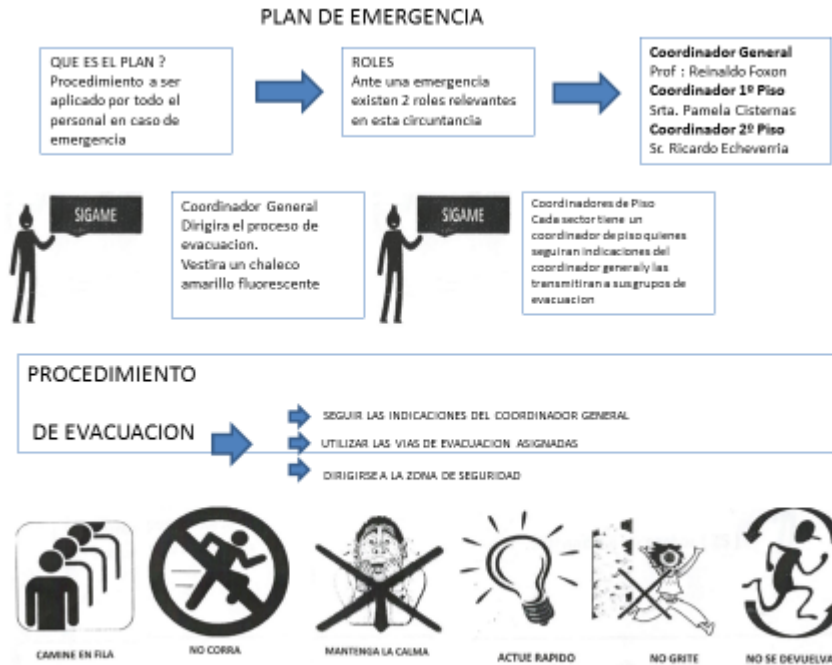 PLAN DE EMERGENCIA
QUE ES EL PLAN ?
Procedimiento a ser
aplicado por todo el
personal en caso de
emergencia
ROLES
Ante una emergencia
existen 2 roles relevantes
en esta circuntancia
Coordinador General
Prof : Reinaldo Foxon
Coordinador 1º Piso
Srta. Pamela Cisternas
Coordinador 2º Piso
Sr. Ricardo Echeverria
SIGAME
Coordinador General
Dirigira el proceso de
evacuacion.
Vestira un chaleco
amarillo fluorescente
SIGAME
Coordinadores de Piso
Cada sector tiene un
coordinador de piso quienes
seguiran indicaciones del
coordinador general y las
transmitiran a sus grupos de
evacuacion
PROCEDIMIENTO
DE EVACUACION
SEGUIR LAS INDICACIONES DEL COORDINADOR GENERAL
UTILIZAR LAS VIAS DE EVACUACION ASIGNADAS
DIRIGIRSE A LA ZONA DE SEGURIDAD
CAMINE EN FILA
NO CORRA
MANTENGA LA CALMA
ACTUE RAPIDO
NO GRITE
NO SE DEVUELVA